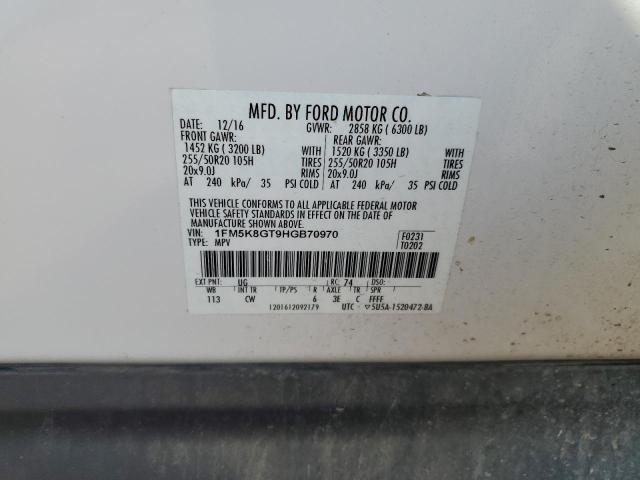 MFD. BY FORD MOTOR CO.
DATE: 12/16 GVWR: 2858 KG ( 6300 LB)
FRONT GAWR: REAR GAWR:
1452 KG ( 3200 LB) WITH 1520 KG ( 3350 LB) WITH
255/50R20 105H TIRES 255/50R20 105H TIRES
20x9.0J RIMS 20x9.0J RIMS
AT 240 kPa/ 35 PSI COLD AT 240 kPa/ 35 PSI COLD
THIS VEHICLE CONFORMS TO ALL APPLICABLE FEDERAL MOTOR
VEHICLE SAFETY STANDARDS IN EFFECT ON THE DATE OF
MANUFACTURE SHOWN ABOVE.
VIN: 1FM5K8GT9HGB70970 F0231
TYPE: MPV T0202
EXT PNT: UG RC: 74 DSO:
WB INT TR TP/PS R AXLE TR SPR
113 CW 6 3E C FFFF
1201612092179 UTC ▽5U5A-1520472-BA